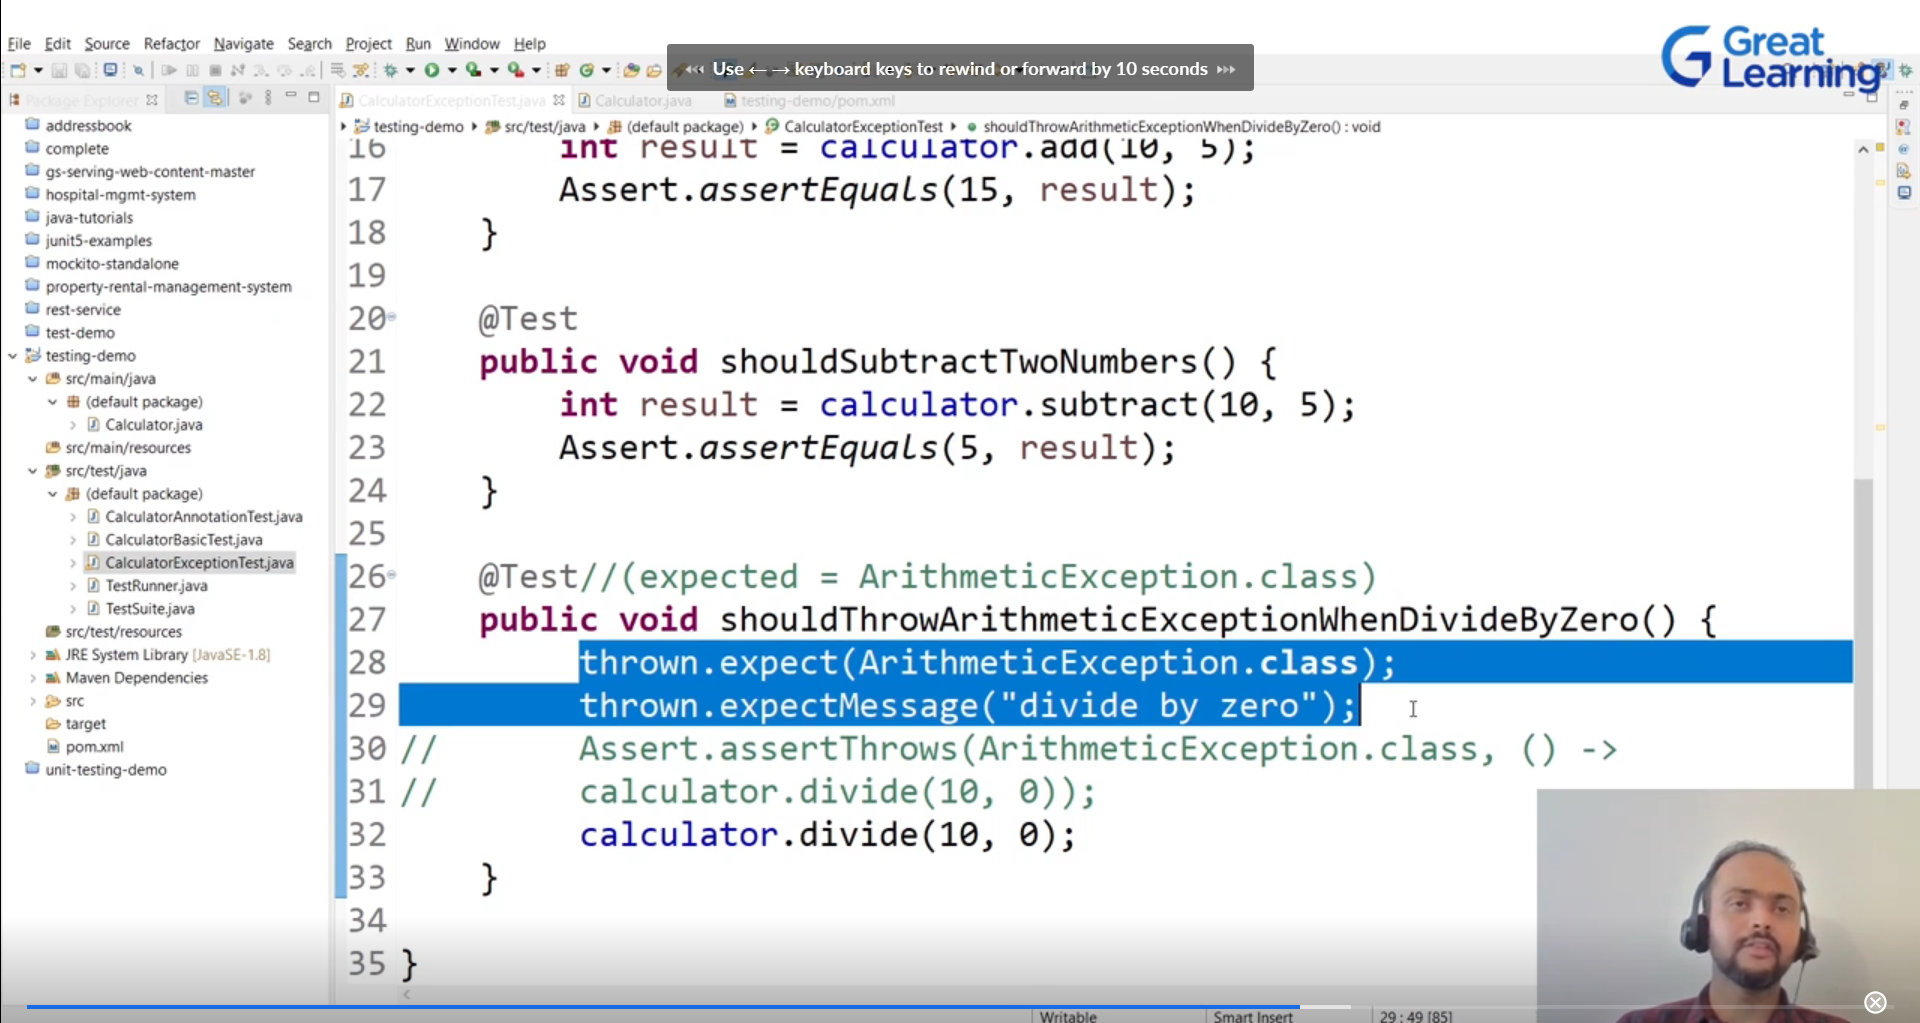 Great
Learning
File Edit Source Refactor Navigate Search Project Run Window Help
Use ←→ keyboard keys to rewind or forward by 10 seconds
Package Explorer
CalculatorExceptionTest.java Calculator.java testing-demo/pom.xml
testing-demo src/test/java (default package) CalculatorExceptionTest shouldThrowArithmeticExceptionWhenDivideByZero() : void
addressbook
complete
gs-serving-web-content-master
hospital-mgmt-system
java-tutorials
junit5-examples
mockito-standalone
property-rental-management-system
rest-service
test-demo
testing-demo
src/main/java
(default package)
Calculator.java
src/main/resources
src/test/java
(default package)
CalculatorAnnotationTest.java
CalculatorBasicTest.java
CalculatorExceptionTest.java
TestRunner.java
TestSuite.java
src/test/resources
JRE System Library [JavaSE-1.8]
Maven Dependencies
src
target
pom.xml
unit-testing-demo
16 int result = calculator.add(10, 5);
17 Assert.assertEquals(15, result);
18 }
19
20 @Test
21 public void shouldSubtractTwoNumbers() {
22 int result = calculator.subtract(10, 5);
23 Assert.assertEquals(5, result);
24 }
25
26 @Test//(expected = ArithmeticException.class)
27 public void shouldThrowArithmeticExceptionWhenDivideByZero() {
28 thrown.expect(ArithmeticException.class);
29 thrown.expectMessage("divide by zero");
30 // Assert.assertThrows(ArithmeticException.class, () ->
31 // calculator.divide(10, 0));
32 calculator.divide(10, 0);
33 }
34
35 }
Writable Smart Insert 29 : 49 [85]